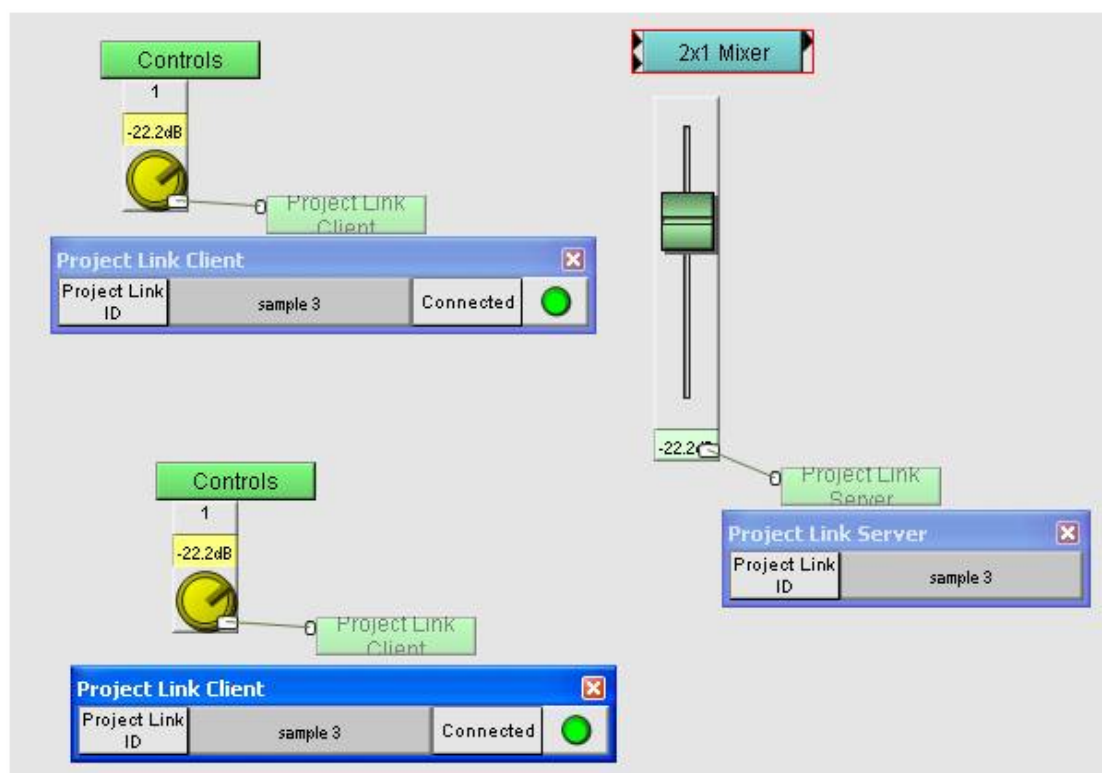 Controls
1
-22.2dB
Project Link
Client
Project Link Client
Project Link
ID
sample 3
Connected
2x1 Mixer
-22.2dB
Project Link
Server
Project Link Server
Project Link
ID
sample 3
Controls
1
-22.2dB
Project Link
Client
Project Link Client
Project Link
ID
sample 3
Connected